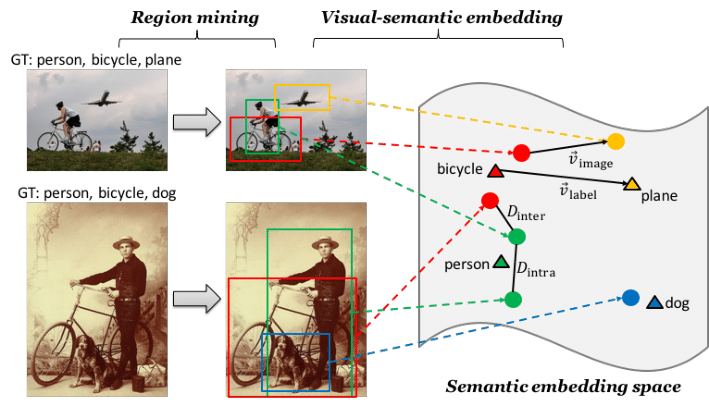 Region mining
Visual-semantic embedding
GT: person, bicycle, plane
bicycle
v⃗image
v⃗label
plane
GT: person, bicycle, dog
Dinter
person
Dintra
dog
Semantic embedding space